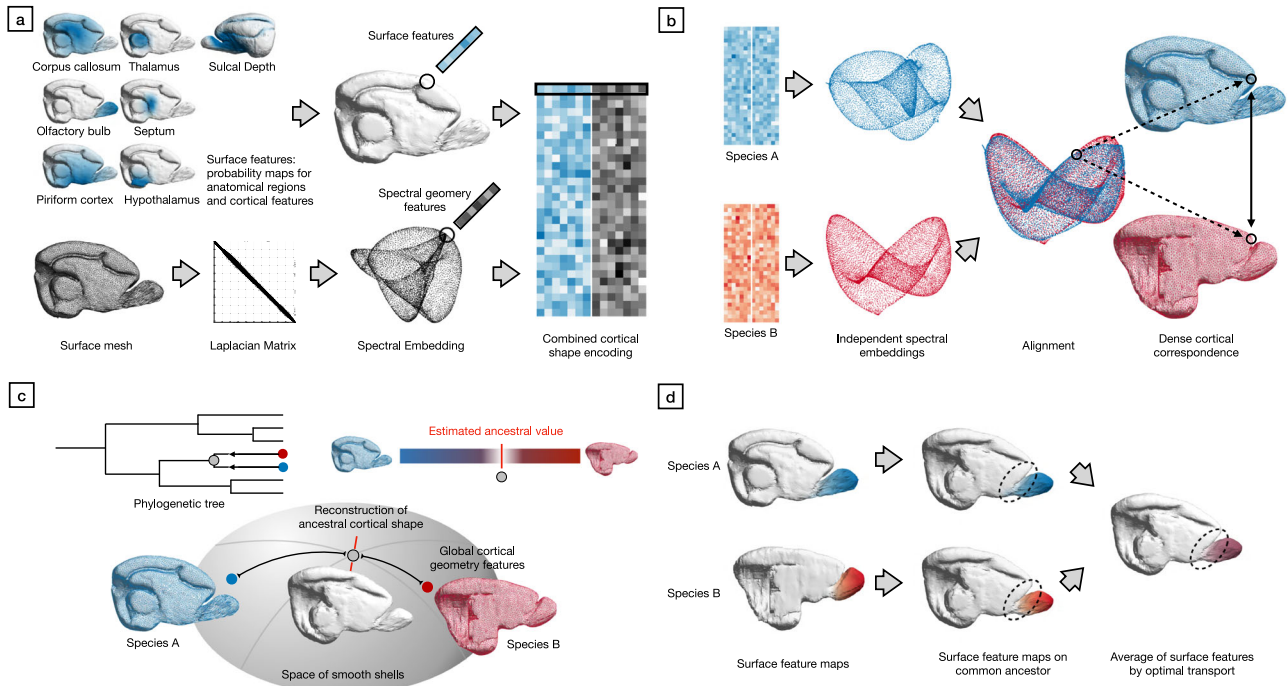 a
Corpus callosum
Thalamus
Sulcal Depth
Olfactory bulb
Septum
Piriform cortex
Hypothalamus
Surface features:
probability maps for
anatomical regions
and cortical features
Surface features
Spectral geomery
features
Surface mesh
Laplacian Matrix
Spectral Embedding
Combined cortical
shape encoding
b
Species A
Species B
Independent spectral
embeddings
Alignment
Dense cortical
correspondence
c
Phylogenetic tree
Estimated ancestral value
Reconstruction of
ancestral cortical shape
Global cortical
geometry features
Species A
Species B
Space of smooth shells
d
Species A
Species B
Surface feature maps
Surface feature maps on
common ancestor
Average of surface features
by optimal transport